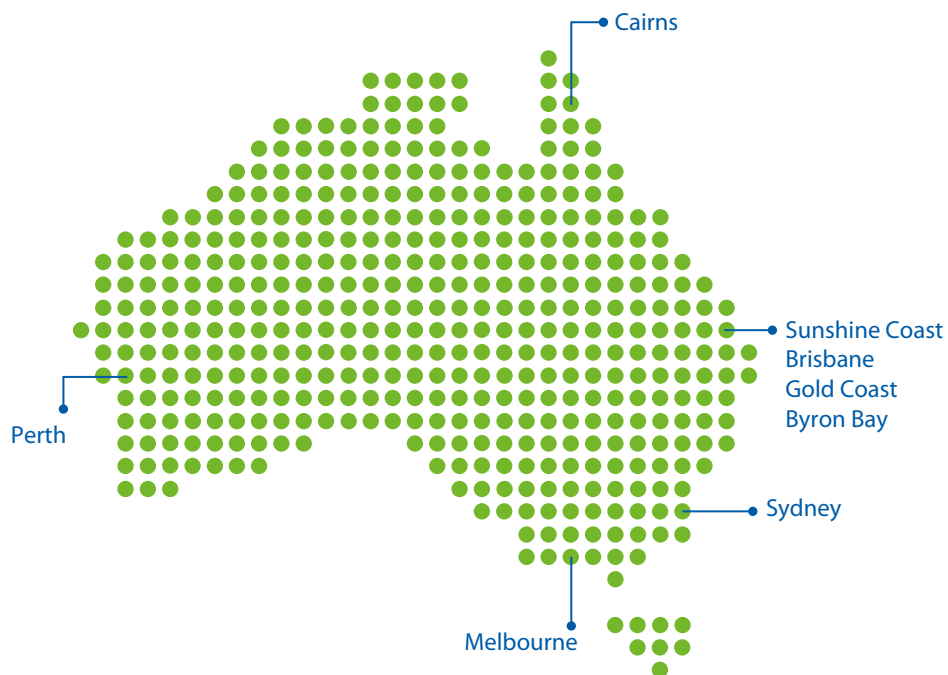 Cairns
Sunshine Coast
Brisbane
Gold Coast
Byron Bay
Perth
Sydney
Melbourne